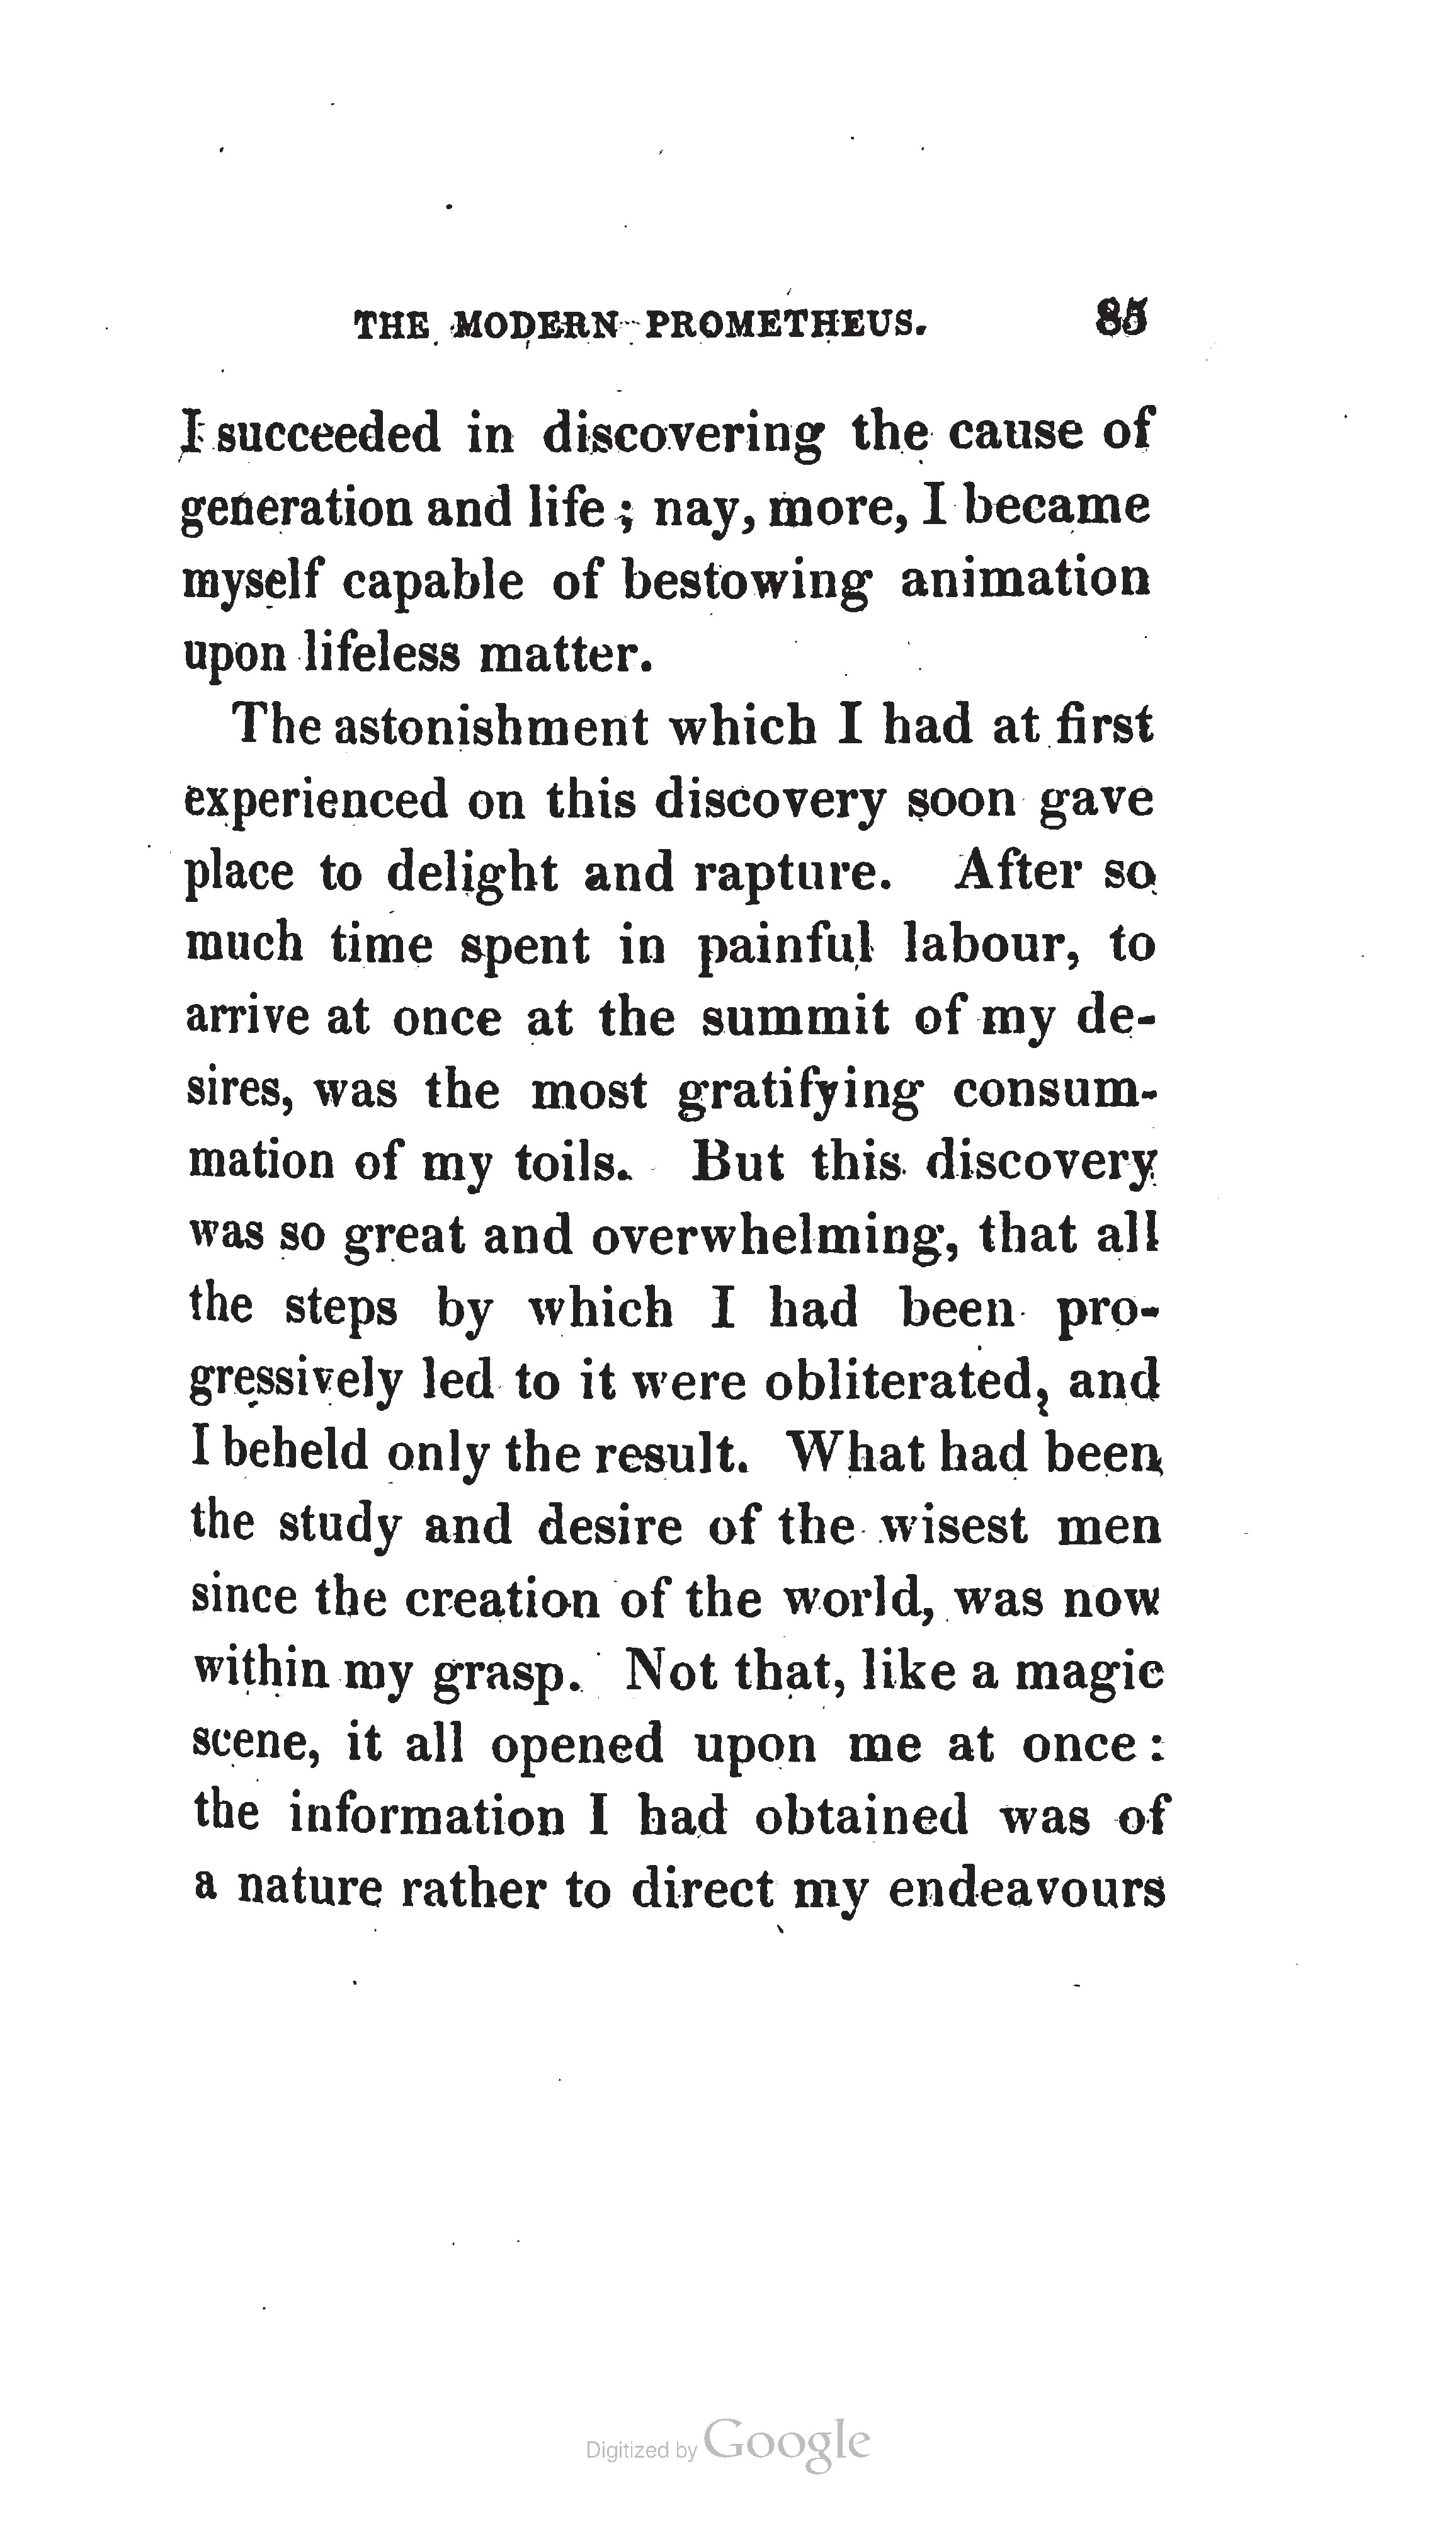 THE MODERN PROMETHEUS. 85
I succeeded in discovering the cause of
generation and life ; nay, more, I became
myself capable of bestowing animation
upon lifeless matter.
The astonishment which I had at first
experienced on this discovery soon gave
place to delight and rapture. After so
much time spent in painful labour, to
arrive at once at the summit of my de-
sires, was the most gratifying consum-
mation of my toils. But this discovery
was so great and overwhelming, that all
the steps by which I had been pro-
gressively led to it were obliterated, and
I beheld only the result. What had been
the study and desire of the wisest men
since the creation of the world, was now
within my grasp. Not that, like a magic
scene, it all opened upon me at once :
the information I had obtained was of
a nature rather to direct my endeavours
Digitized by Google